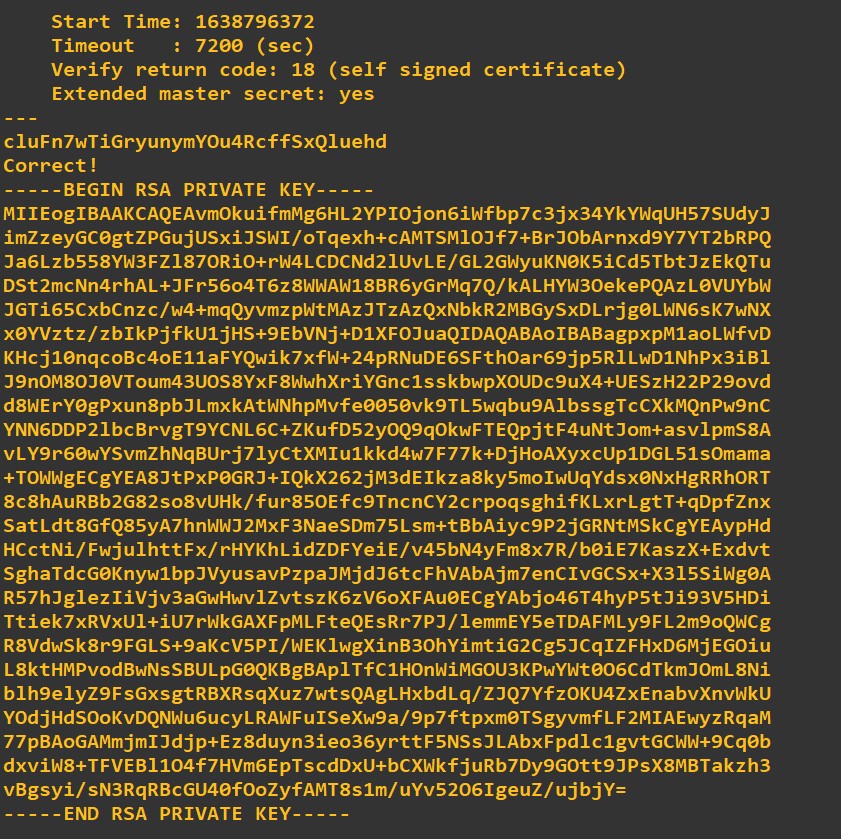 Start Time: 1638796372
Timeout   : 7200 (sec)
Verify return code: 18 (self signed certificate)
Extended master secret: yes
---
cluFn7wTiGryunymYOu4RcffSxQluehd
Correct!
-----BEGIN RSA PRIVATE KEY-----
MIIEogIBAAKCAQEAvmOkuifmMg6HL2YPIOjon6iWfbp7c3jx34YkYWqUH57SUdyJ
imZzeyGC0gtZPGujUSxiJSWI/oTqexh+cAMTSMlOJf7+BrJObArnxd9Y7YT2bRPQ
Ja6Lzb558YW3FZl87ORiO+rW4LCDCNd2lUvLE/GL2GWyuKN0K5iCd5TbtJzEkQTu
DSt2mcNn4rhAL+JFr56o4T6z8WWAW18BR6yGrMq7Q/kALHYW3OekePQAzL0VUYbW
JGTi65CxbCnzc/w4+mqQyvmzpWtMAzJTzAzQxNbkR2MBGySxDLrjg0LWN6sK7wNX
x0YVztz/zbIkPjfkU1jHS+9EbVNj+D1XFOJuaQIDAQABAoIBABagpxpM1aoLWfvD
KHcj10nqcoBc4oE11aFYQwik7xfW+24pRNuDE6SFthOar69jp5RlLwD1NhPx3iBl
J9nOM8OJ0VToum43UOS8YxF8WwhXriYGnc1sskbwpXOUDc9uX4+UESzH22P29ovd
d8WErY0gPxun8pbJLmxkAtWNhpMvfe0050vk9TL5wqbu9AlbssgTcCXkMQnPw9nC
YNN6DDP2lbcBrvgT9YCNL6C+ZKufD52yOQ9qOkwFTEQpjtF4uNtJom+asvlpmS8A
vLY9r60wYSvmZhNqBUrj7lyCtXMIu1kkd4w7F77k+DjHoAXyxcUp1DGL51sOmama
+TOWWgECgYEA8JtPxP0GRJ+IQkX262jM3dEIkza8ky5moIwUqYdsx0NxHgRRhORT
8c8hAuRBb2G82so8vUHk/fur85OEfc9TncnCY2crpoqsghifKLxrLgtT+qDpfZnx
SatLdt8GfQ85yA7hnWWJ2MxF3NaeSDm75Lsm+tBbAiyc9P2jGRNtMSkCgYEAypHd
HCctNi/FwjulhttFx/rHYKhLidZDFYeiE/v45bN4yFm8x7R/b0iE7KaszX+Exdvt
SghaTdcG0Knyw1bpJVyusavPzpaJMjdJ6tcFhVAbAjm7enCIvGCSx+X3l5SiWg0A
R57hJglezIiVjv3aGwHwvlZvtszK6zV6oXFAu0ECgYAbjo46T4hyP5tJi93V5HDi
Ttiek7xRVxUl+iU7rWkGAXFpMLFteQEsRr7PJ/lemmEY5eTDAFMLy9FL2m9oQWCg
R8VdwSk8r9FGLS+9aKcV5PI/WEKlwgXinB3OhYimtiG2Cg5JCqIZFHxD6MjEGOiu
L8ktHMPvodBwNsSBULpG0QKBgBAplTfC1HOnWiMGOU3KPwYWt0O6CdTkmJOmL8Ni
blh9elyZ9FsGxsgtRBXRsqXuz7wtsQAgLHxbdLq/ZJQ7YfzOKU4ZxEnabvXnvWkU
YOdjHdSOoKvDQNWu6ucyLRAWFuISeXw9a/9p7ftpxm0TSgyvmfLF2MIAEwyzRqaM
77pBAoGAMmjmIJdjp+Ez8duyn3ieo36yrttF5NSsJLAbxFpdlc1gvtGCWW+9Cq0b
dxviW8+TFVEBl1O4f7HVm6EpTscdDxU+bCXWkfjuRb7Dy9GOtt9JPsX8MBTakzh3
vBgsyi/sN3RqRBcGU40fOoZyfAMT8s1m/uYv52O6IgeuZ/ujbjY=
-----END RSA PRIVATE KEY-----